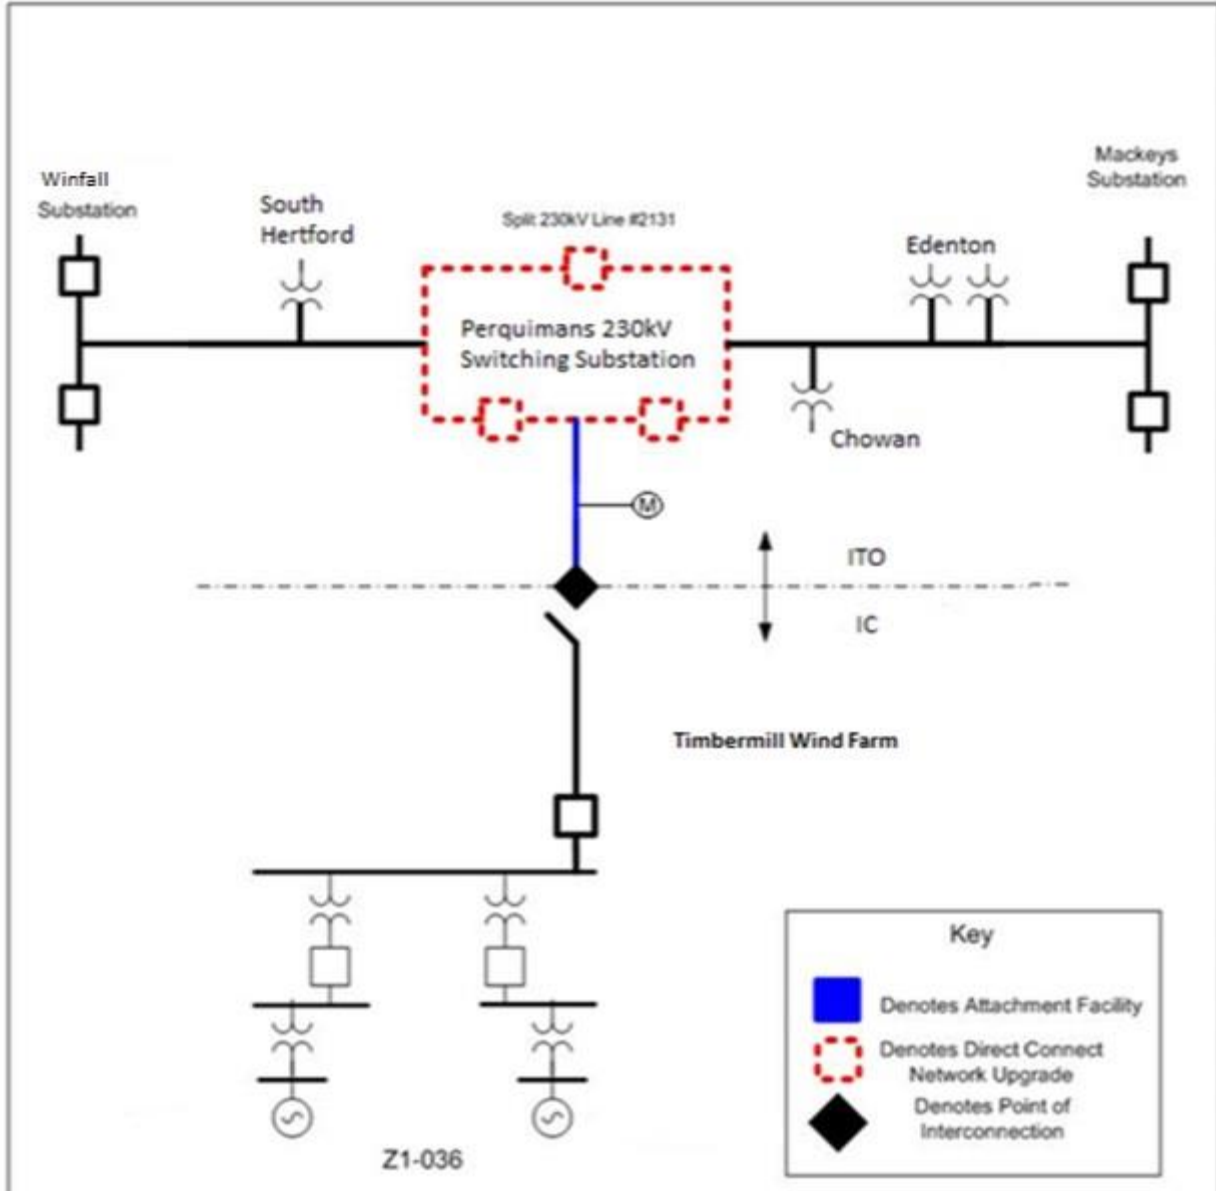 Winfall
Substation
South
Hertford
Split 230kV Line #2131
Edenton
Mackeys
Substation
Perquimans 230kV
Switching Substation
Chowan
M
ITO
IC
Timbermill Wind Farm
Z1-036
Key
Denotes Attachment Facility
Denotes Direct Connect
Network Upgrade
Denotes Point of
Interconnection